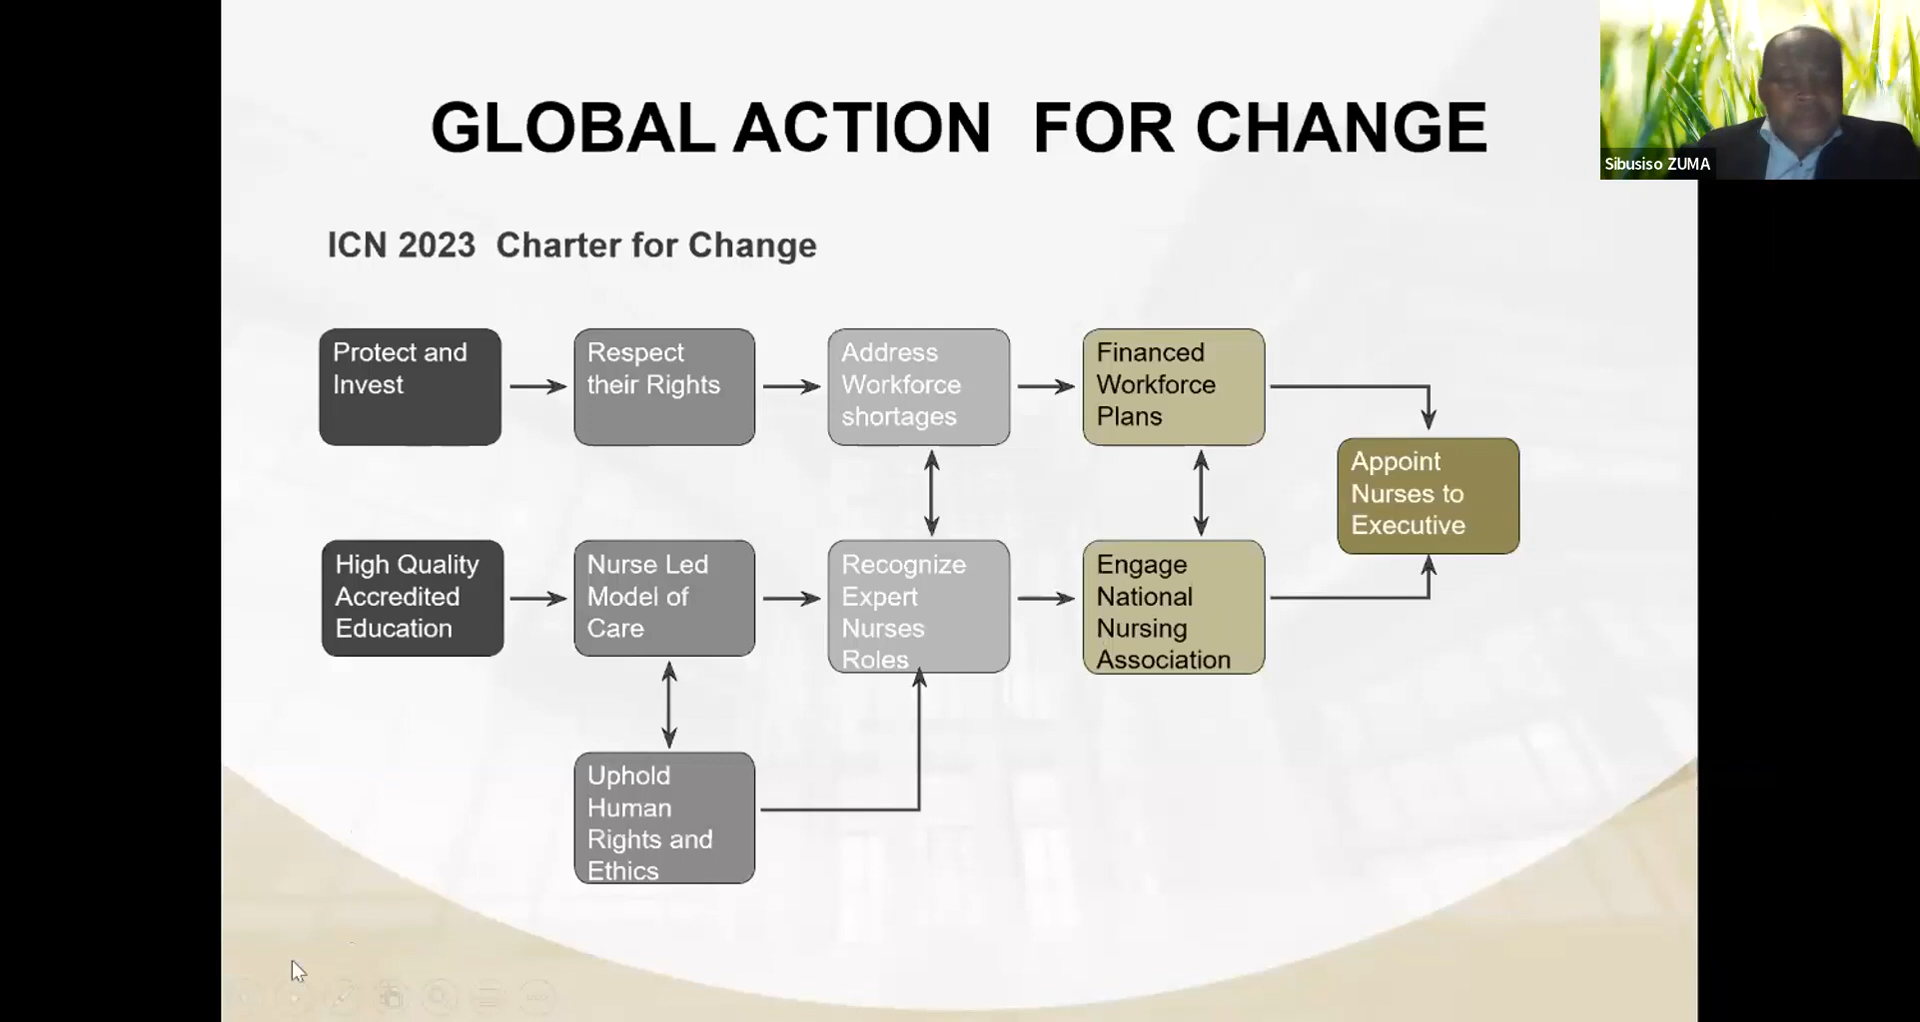 GLOBAL ACTION FOR CHANGE
Sibusiso ZUMA
ICN 2023 Charter for Change
Protect and
Invest
Respect
their Rights
Address
Workforce
shortages
Financed
Workforce
Plans
Appoint
Nurses to
Executive
High Quality
Accredited
Education
Nurse Led
Model of
Care
Recognize
Expert
Nurses
Roles
Engage
National
Nursing
Association
Uphold
Human
Rights and
Ethics